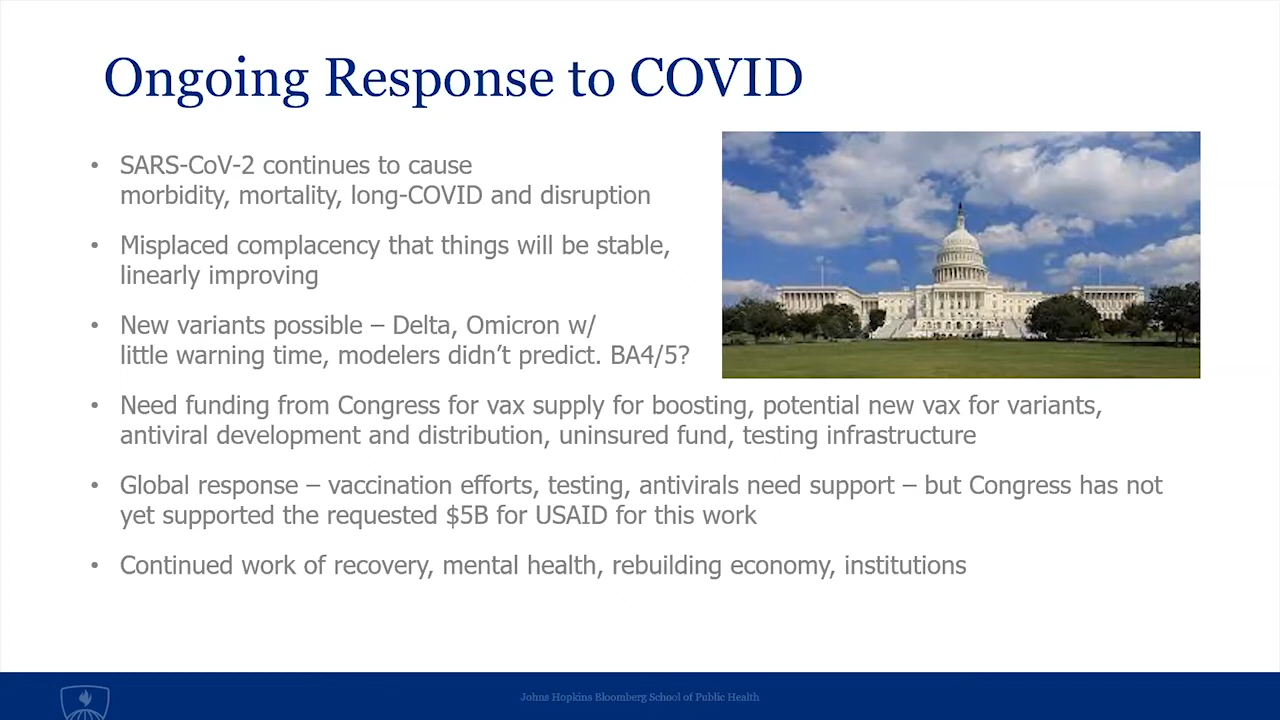 Ongoing Response to COVID
• SARS-CoV-2 continues to cause
morbidity, mortality, long-COVID and disruption
• Misplaced complacency that things will be stable,
linearly improving
• New variants possible – Delta, Omicron w/
little warning time, modelers didn’t predict. BA4/5?
• Need funding from Congress for vax supply for boosting, potential new vax for variants,
antiviral development and distribution, uninsured fund, testing infrastructure
• Global response – vaccination efforts, testing, antivirals need support – but Congress has not
yet supported the requested $5B for USAID for this work
• Continued work of recovery, mental health, rebuilding economy, institutions
Johns Hopkins Bloomberg School of Public Health